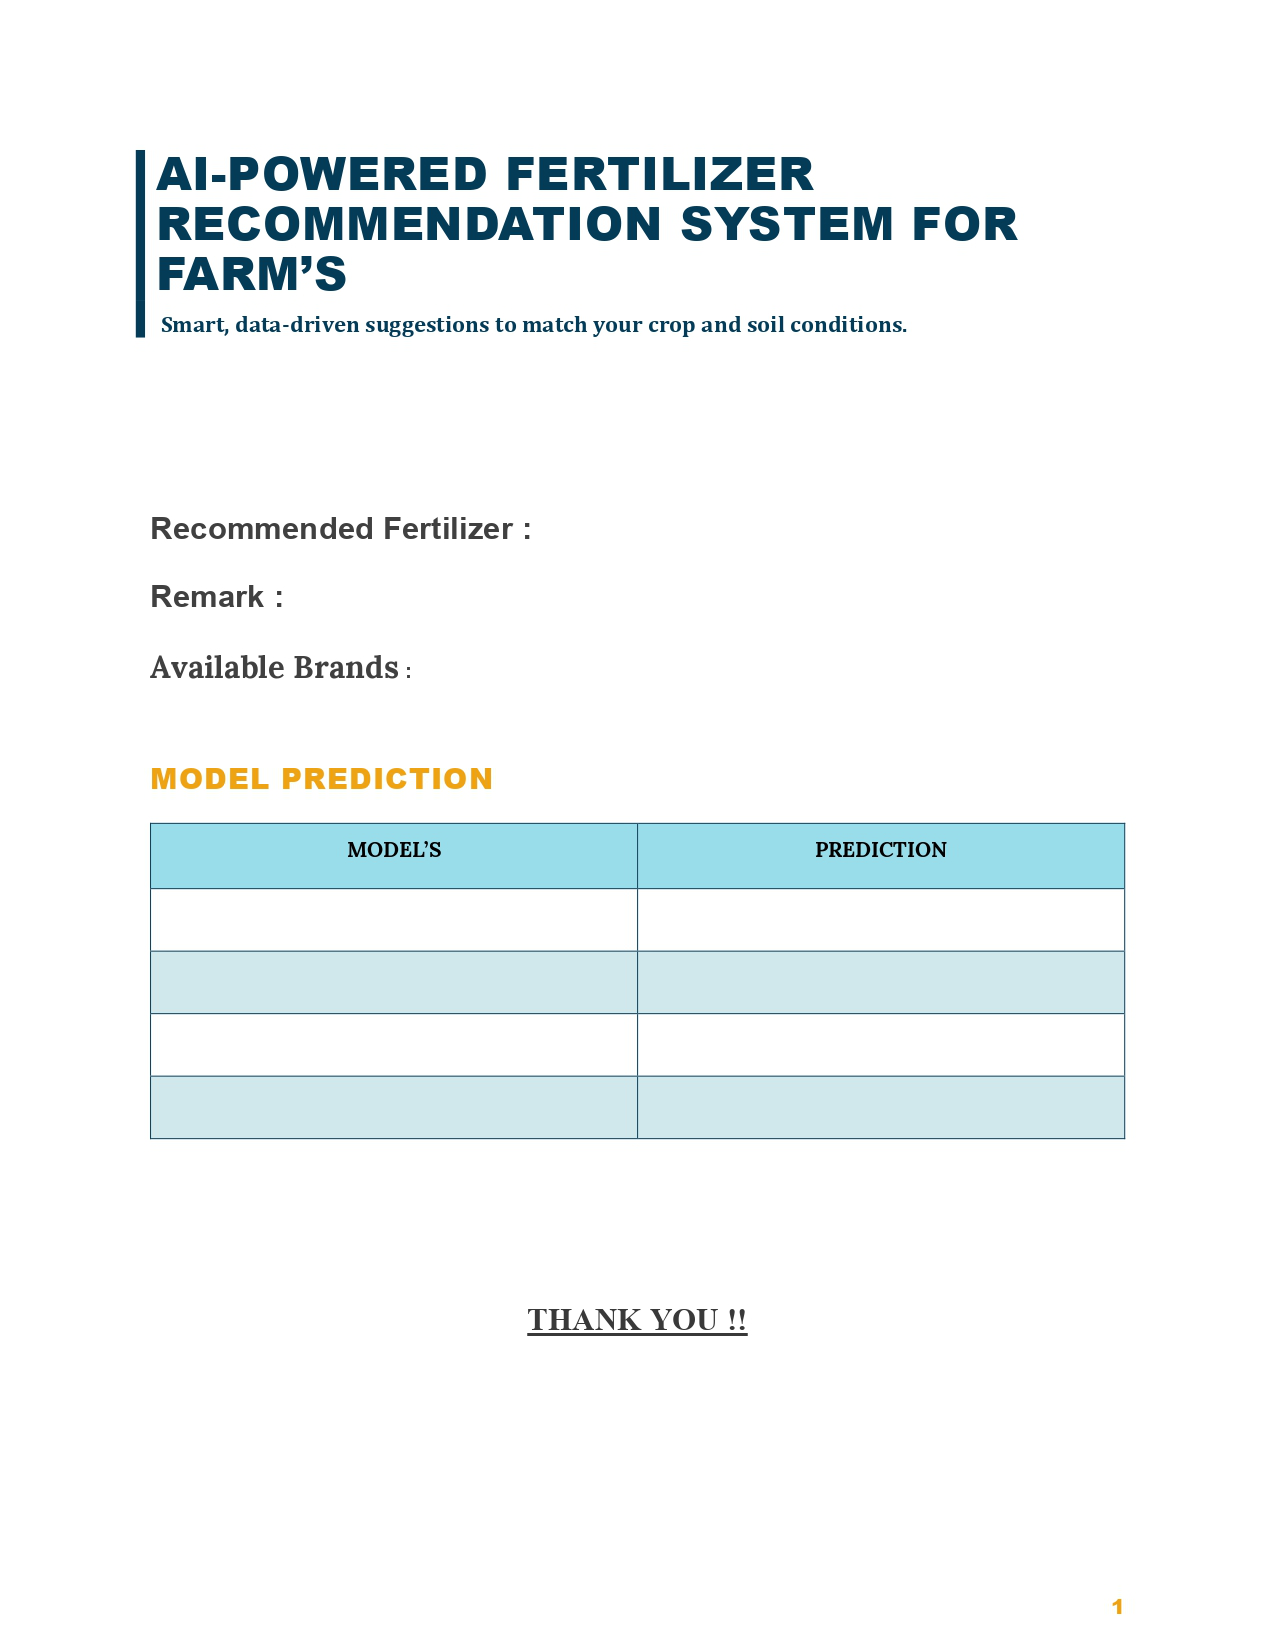 AI-POWERED FERTILIZER
RECOMMENDATION SYSTEM FOR
FARM’S
Smart, data-driven suggestions to match your crop and soil conditions.
Recommended Fertilizer :
Remark :
Available Brands :
MODEL PREDICTION
MODEL’S PREDICTION
THANK YOU !!
1